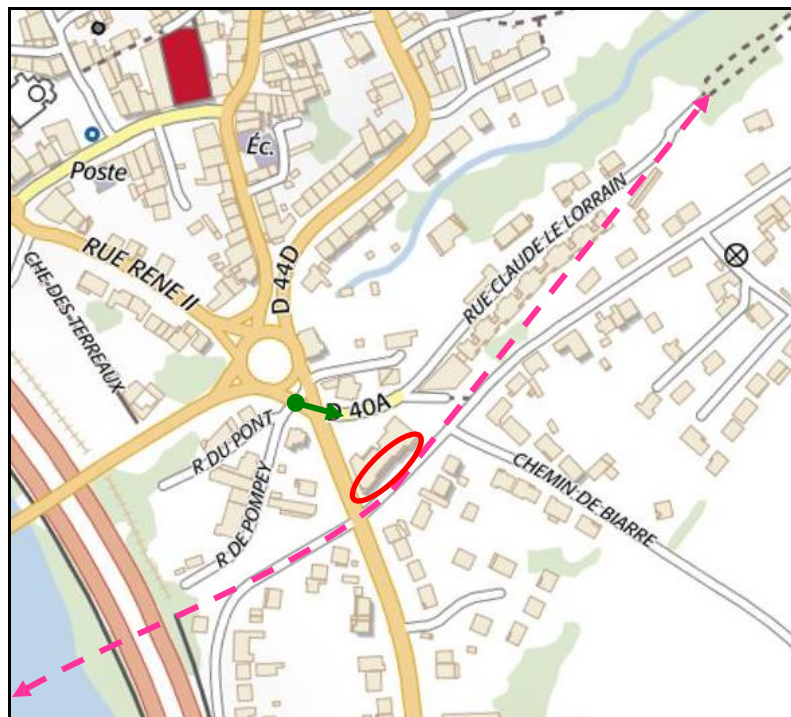 Éc.
Poste
RUE RENE II
D 44D
CHE-DES-TERREAUX
RUE CLAUDE LE LORRAIN
D 40A
R DU PONT
R DE POMPEY
CHEMIN DE BIARRE